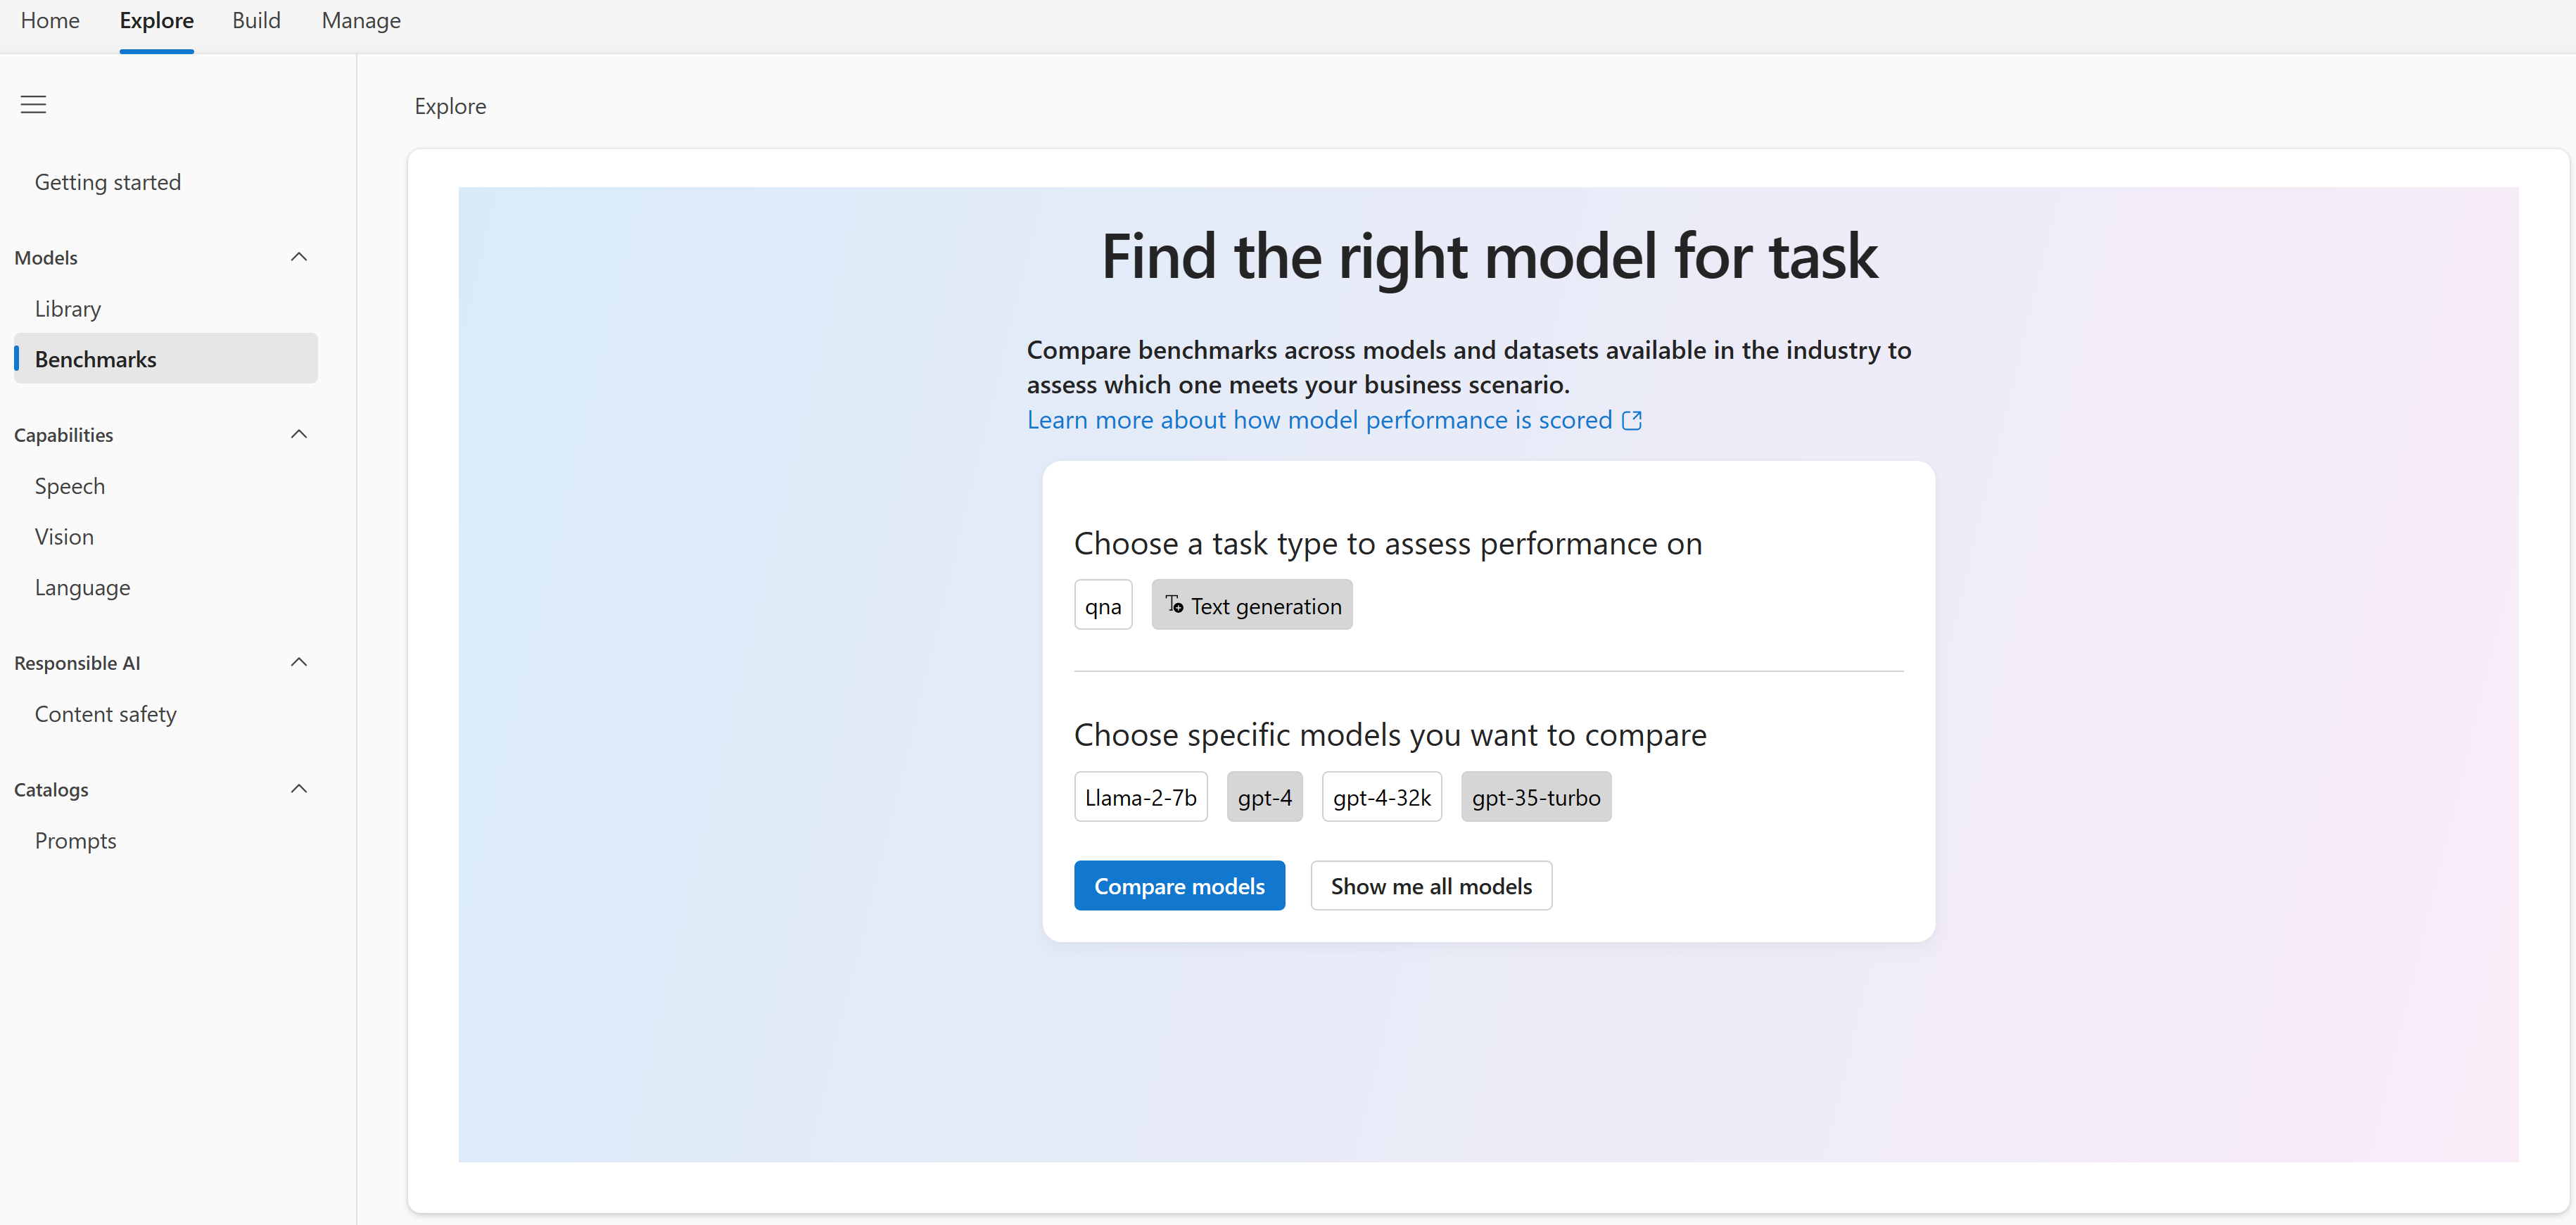 Home Explore Build Manage
Getting started
Models
Library
Benchmarks
Capabilities
Speech
Vision
Language
Responsible AI
Content safety
Catalogs
Prompts
Explore
Find the right model for task
Compare benchmarks across models and datasets available in the industry to
assess which one meets your business scenario.
Learn more about how model performance is scored
Choose a task type to assess performance on
qna Text generation
Choose specific models you want to compare
Llama-2-7b gpt-4 gpt-4-32k gpt-35-turbo
Compare models Show me all models